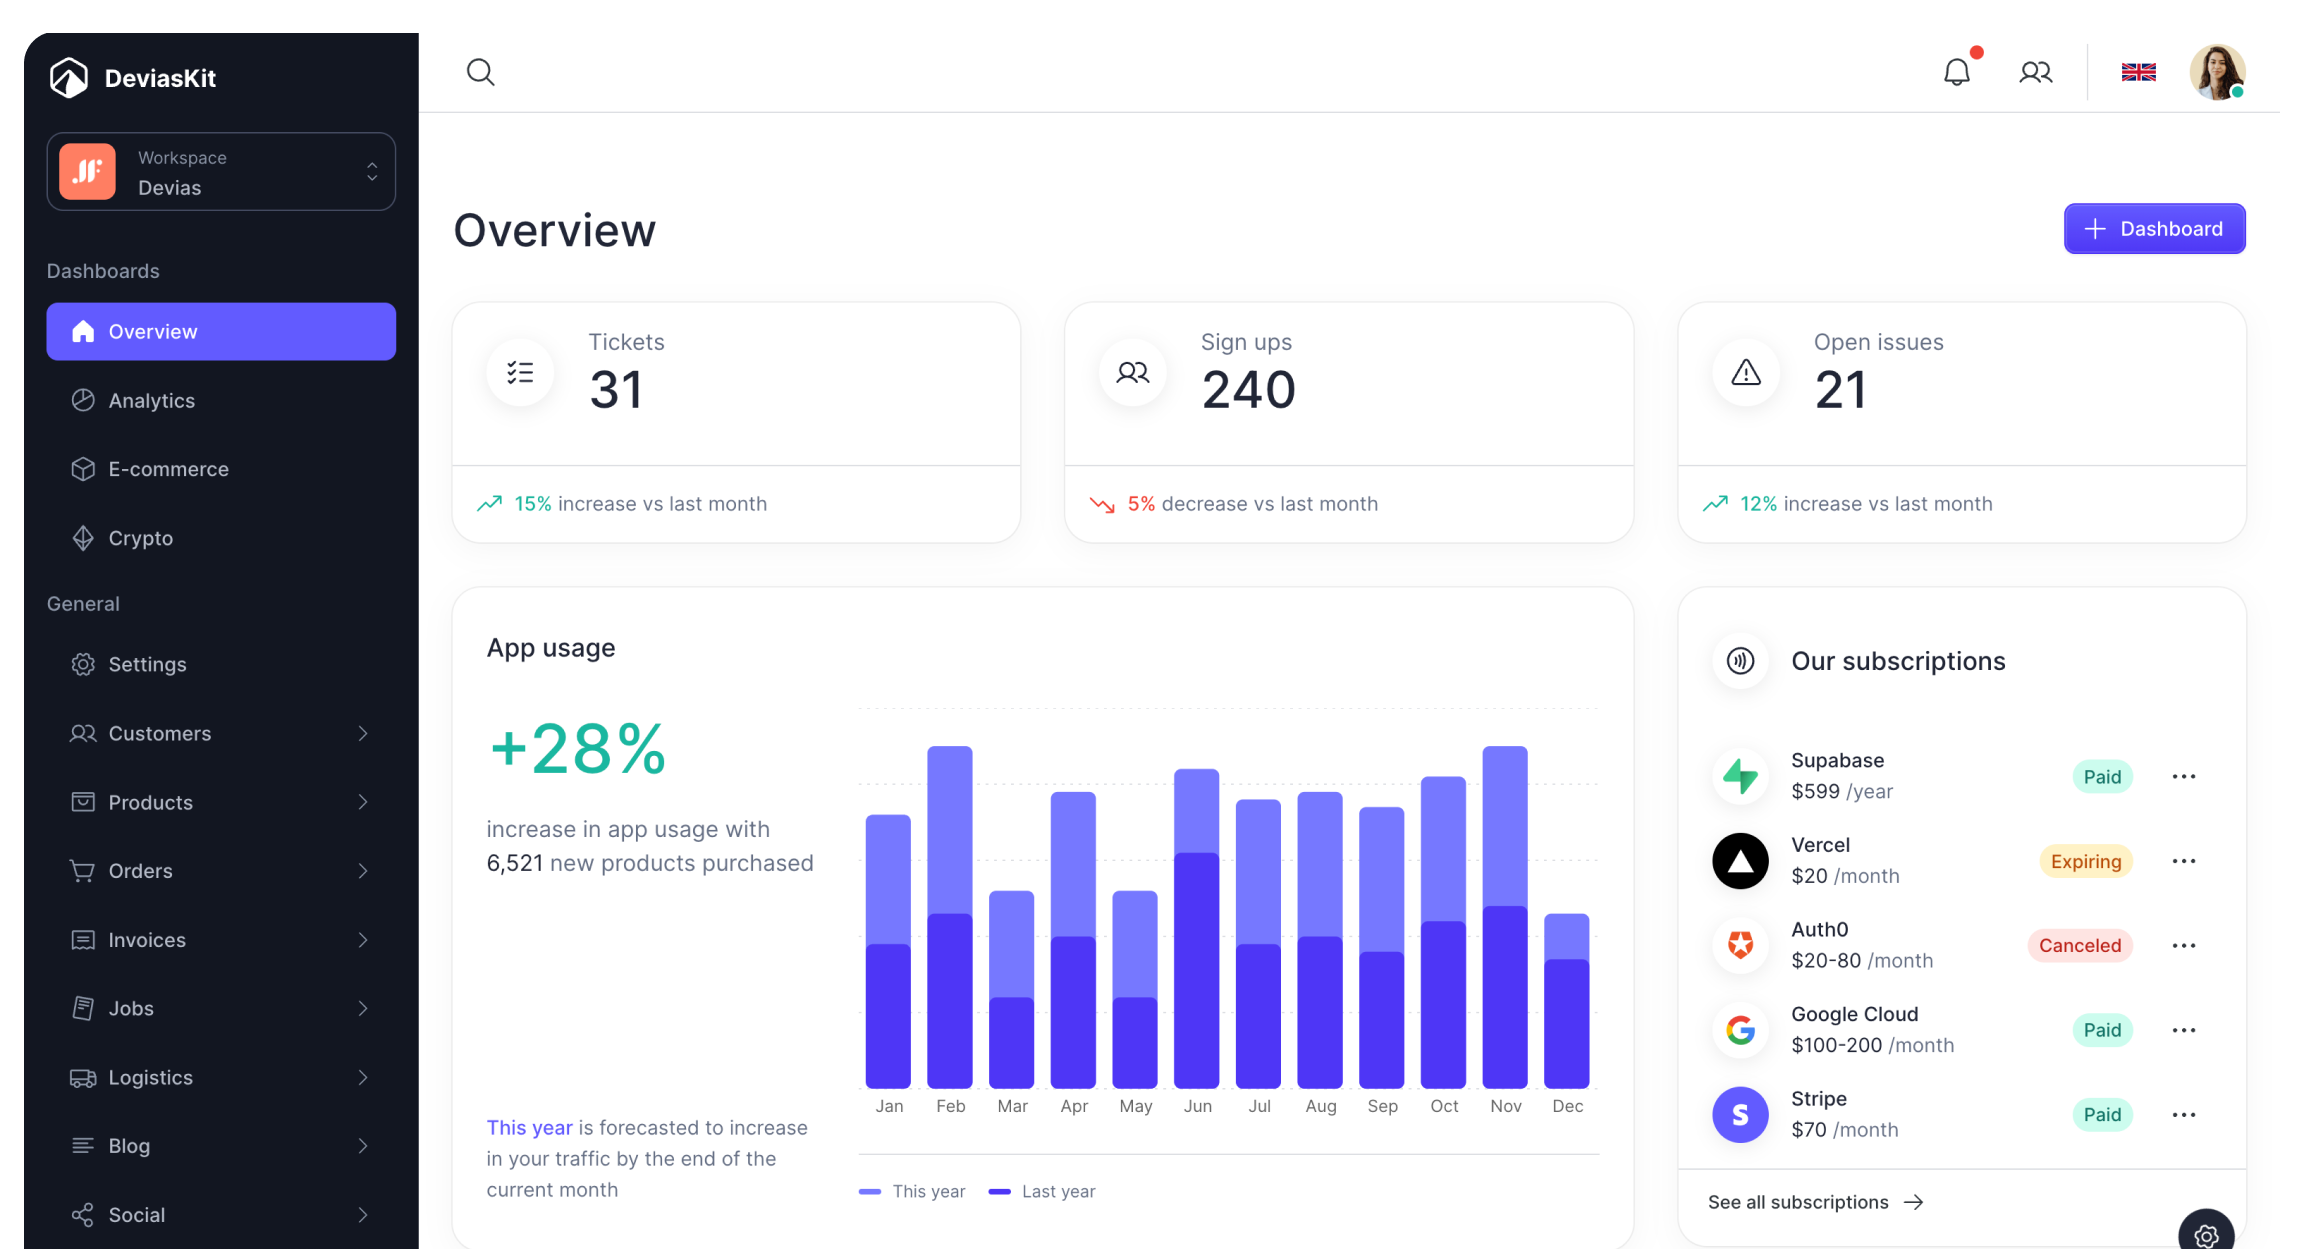 DeviasKit
Workspace
Devias
Dashboards
Overview
Analytics
E-commerce
Crypto
General
Settings
Customers
Products
Orders
Invoices
Jobs
Logistics
Blog
Social
Overview
Dashboard
Tickets
31
15% increase vs last month
Sign ups
240
5% decrease vs last month
Open issues
21
12% increase vs last month
App usage
+28%
increase in app usage with
6,521 new products purchased
This year is forecasted to increase
in your traffic by the end of the
current month
Jan Feb Mar Apr May Jun Jul Aug Sep Oct Nov Dec
This year Last year
Our subscriptions
Supabase
$599 /year
Paid
Vercel
$20 /month
Expiring
Auth0
$20-80 /month
Canceled
Google Cloud
$100-200 /month
Paid
Stripe
$70 /month
Paid
See all subscriptions